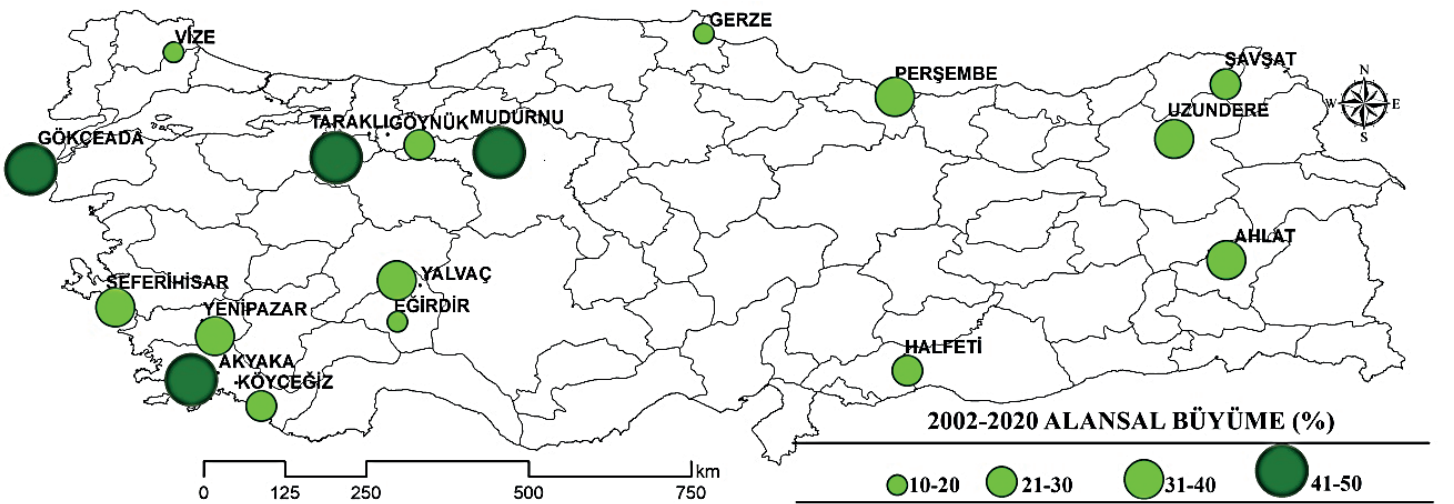 GERZE
VİZE
ŞAVŞAT
PERŞEMBE
N
W E
S
UZUNDERE
TARAKLI GÖYNÜK MUDURNU
GÖKÇEADA
AHLAT
YALVAÇ
SEFERİHİSAR
EĞİRDİR
YENİPAZAR
HALFETİ
AKYAKA
KÖYCEĞİZ
2002-2020 ALANSAL BÜYÜME (%)
km
0 125 250 500 750
10-20 21-30 31-40 41-50